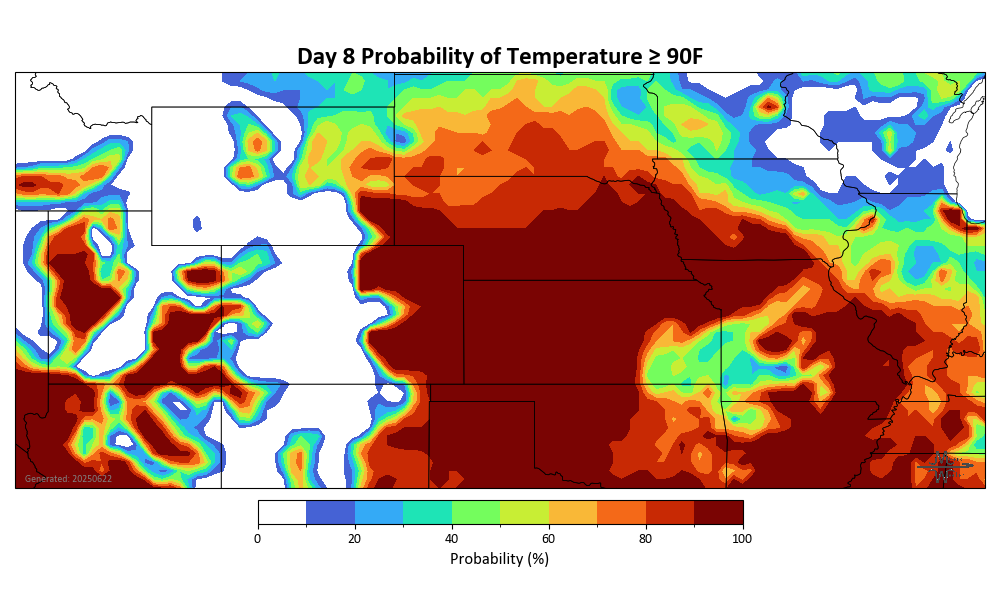 Day 8 Probability of Temperature ≥ 90F
Generated: 20250622
0 20 40 60 80 100
Probability (%)